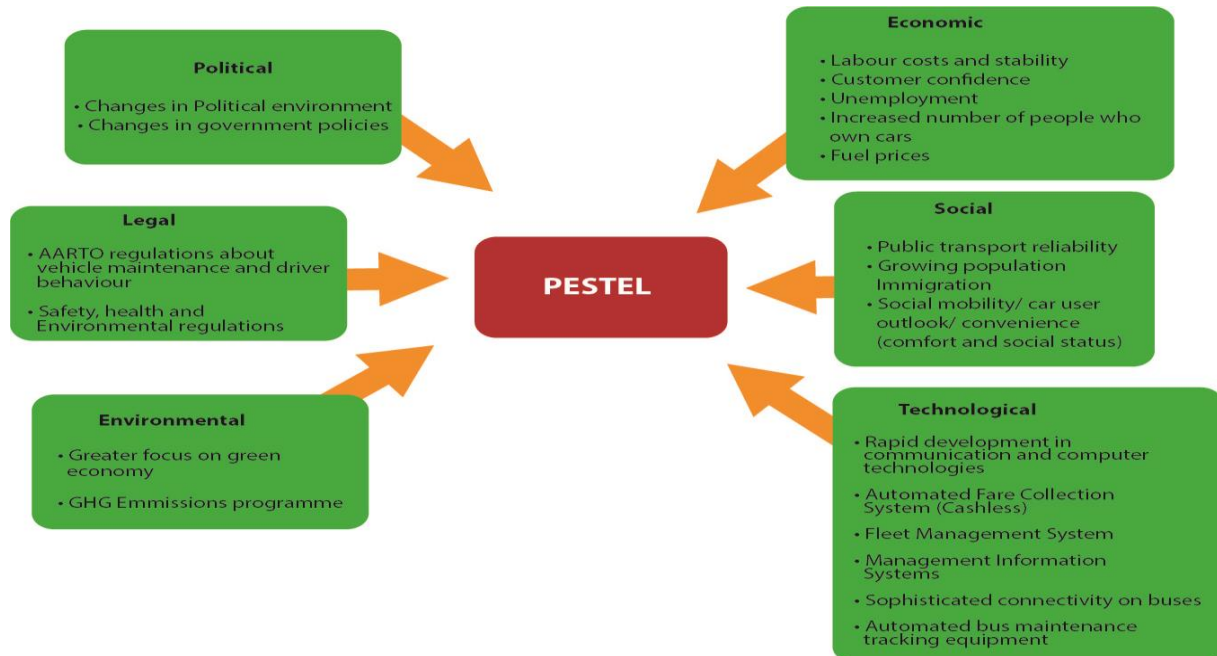 Political
• Changes in Political environment
• Changes in government policies
Economic
• Labour costs and stability
• Customer confidence
• Unemployment
• Increased number of people who
own cars
• Fuel prices
Legal
• AARTO regulations about
vehicle maintenance and driver
behaviour
• Safety, health and
Environmental regulations
PESTEL
Social
• Public transport reliability
• Growing population
Immigration
• Social mobility/ car user
outlook/ convenience
(comfort and social status)
Environmental
• Greater focus on green
economy
• GHG Emmissions programme
Technological
• Rapid development in
communication and computer
technologies
• Automated Fare Collection
System (Cashless)
• Fleet Management System
• Management Information
Systems
• Sophisticated connectivity on buses
• Automated bus maintenance
tracking equipment